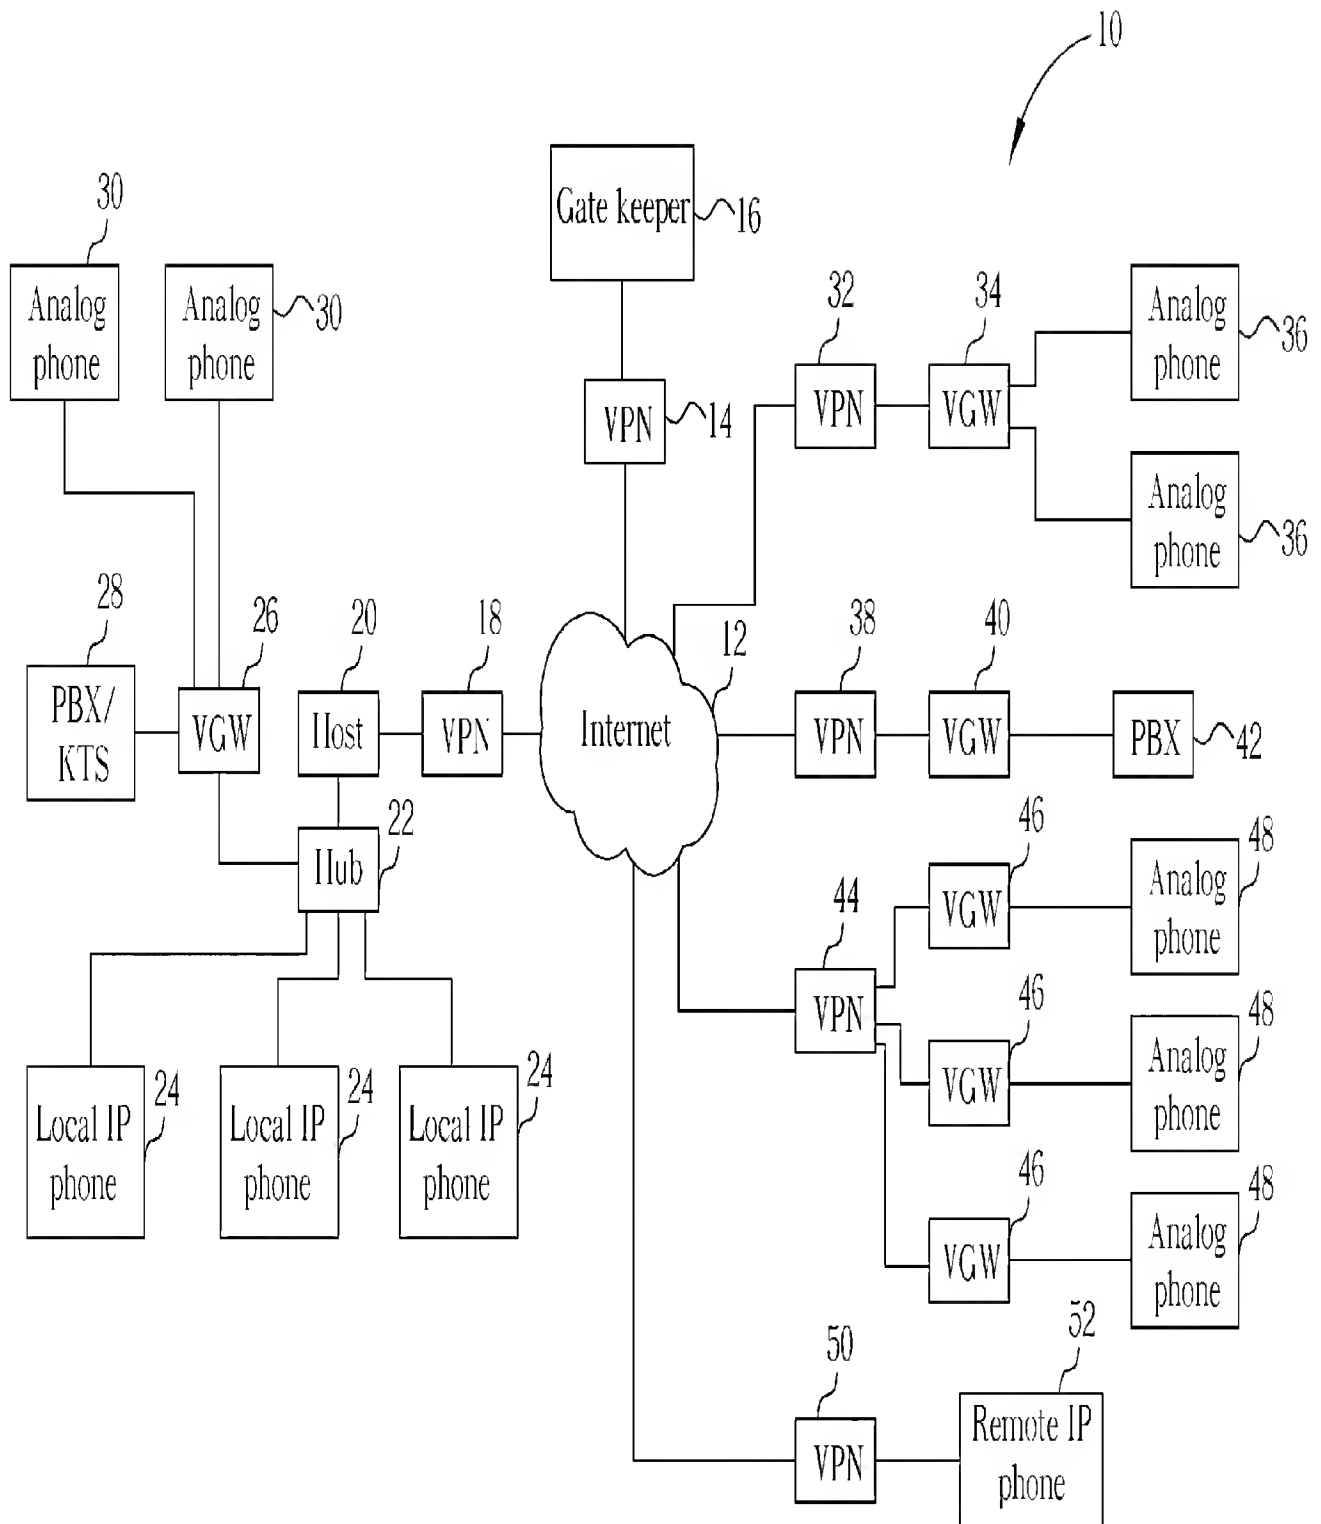 10
30
Gate keeper
16
Analog
phone
Analog
phone
30
32
34
Analog
phone
36
VPN
14
VPN
VGW
Analog
phone
36
28
26
20
18
12
38
40
PBX/
KTS
VGW
Host
VPN
Internet
VPN
VGW
PBX
42
22
Hub
46
48
VGW
Analog
phone
44
VPN
46
48
VGW
Analog
phone
24
24
24
Local IP
phone
Local IP
phone
Local IP
phone
46
48
VGW
Analog
phone
50
52
VPN
Remote IP
phone